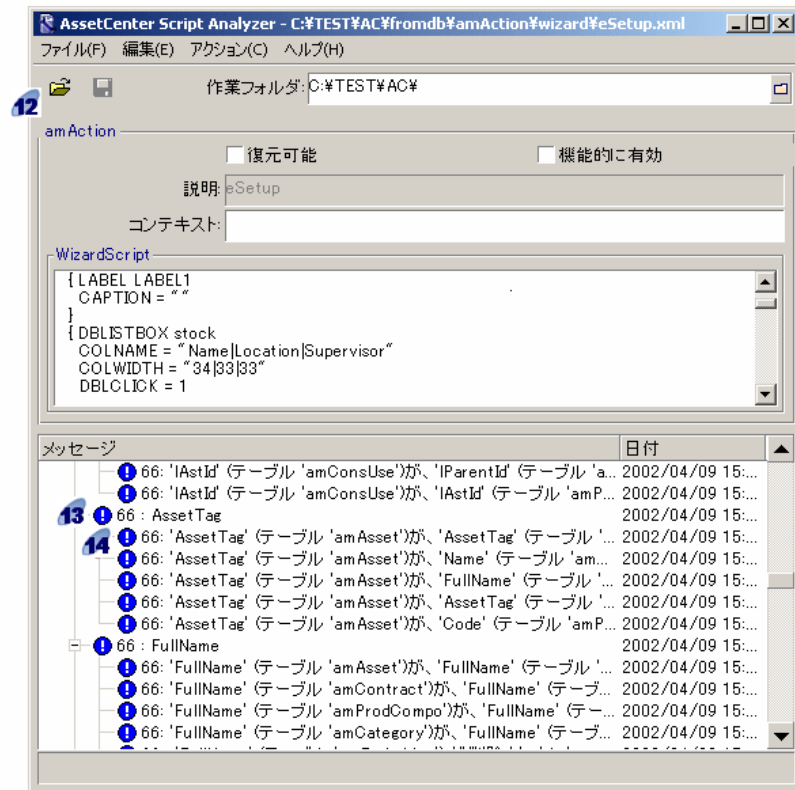 AssetCenter Script Analyzer - C:¥TEST¥AC¥fromdb¥amAction¥wizard¥eSetup.xml
ファイル(F) 編集(E) アクション(C) ヘルプ(H)
12
作業フォルダ: C:¥TEST¥AC¥
amAction
復元可能 機能的に有効
説明: eSetup
コンテキスト:
WizardScript
{ LABEL LABEL1
CAPTION = ""
}
{ DBLISTBOX stock
COLNAME = "Name|Location|Supervisor"
COLWIDTH = "34|33|33"
DBLCLICK = 1
メッセージ 日付
66: 'lAstId' (テーブル 'amConsUse')が、'lParentId' (テーブル 'a... 2002/04/09 15:...
66: 'lAstId' (テーブル 'amConsUse')が、'lAstId' (テーブル 'amP... 2002/04/09 15:...
13 66 : AssetTag 2002/04/09 15:...
14 66: 'AssetTag' (テーブル 'amAsset')が、'AssetTag' (テーブル '... 2002/04/09 15:...
66: 'AssetTag' (テーブル 'amAsset')が、'Name' (テーブル 'am... 2002/04/09 15:...
66: 'AssetTag' (テーブル 'amAsset')が、'FullName' (テーブル '... 2002/04/09 15:...
66: 'AssetTag' (テーブル 'amAsset')が、'AssetTag' (テーブル '... 2002/04/09 15:...
66: 'AssetTag' (テーブル 'amAsset')が、'Code' (テーブル 'amP... 2002/04/09 15:...
66 : FullName 2002/04/09 15:...
66: 'FullName' (テーブル 'amAsset')が、'FullName' (テーブル '... 2002/04/09 15:...
66: 'FullName' (テーブル 'amContract')が、'FullName' (テーブ... 2002/04/09 15:...
66: 'FullName' (テーブル 'amProdCompo')が、'FullName' (テー... 2002/04/09 15:...
66: 'FullName' (テーブル 'amCategory')が、'FullName' (テーブ... 2002/04/09 15:...